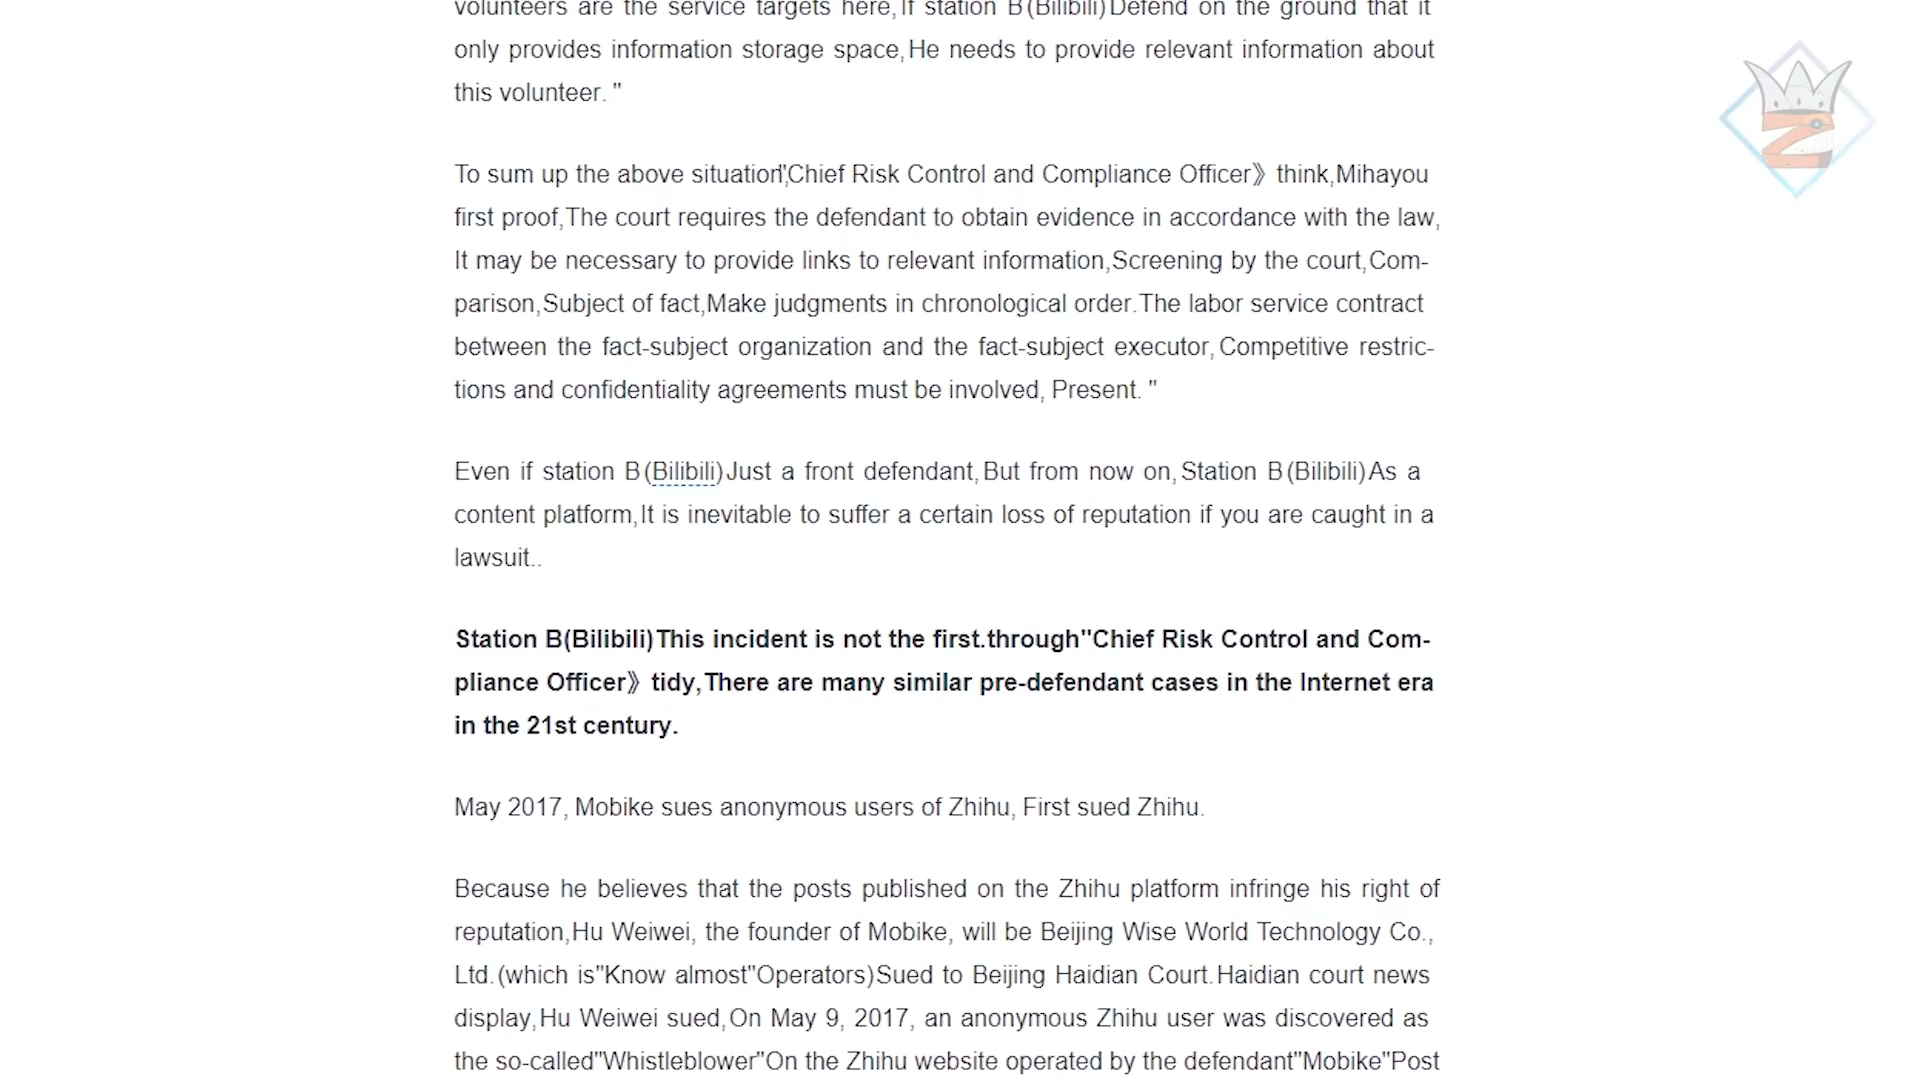 volunteers are the service targets here,If station B(Bilibili)Defend on the ground that it
only provides information storage space,He needs to provide relevant information about
this volunteer. "
To sum up the above situation",Chief Risk Control and Compliance Officer》 think,Mihayou
first proof,The court requires the defendant to obtain evidence in accordance with the law,
It may be necessary to provide links to relevant information,Screening by the court,Com-
parison,Subject of fact,Make judgments in chronological order.The labor service contract
between the fact-subject organization and the fact-subject executor, Competitive restric-
tions and confidentiality agreements must be involved, Present. "
Even if station B(Bilibili)Just a front defendant,But from now on,Station B(Bilibili)As a
content platform,It is inevitable to suffer a certain loss of reputation if you are caught in a
lawsuit..
Station B(Bilibili)This incident is not the first.through"Chief Risk Control and Com-
pliance Officer》 tidy,There are many similar pre-defendant cases in the Internet era
in the 21st century.
May 2017, Mobike sues anonymous users of Zhihu, First sued Zhihu.
Because he believes that the posts published on the Zhihu platform infringe his right of
reputation,Hu Weiwei, the founder of Mobike, will be Beijing Wise World Technology Co.,
Ltd.(which is"Know almost"Operators)Sued to Beijing Haidian Court.Haidian court news
display,Hu Weiwei sued,On May 9, 2017, an anonymous Zhihu user was discovered as
the so-called"Whistleblower"On the Zhihu website operated by the defendant"Mobike"Post